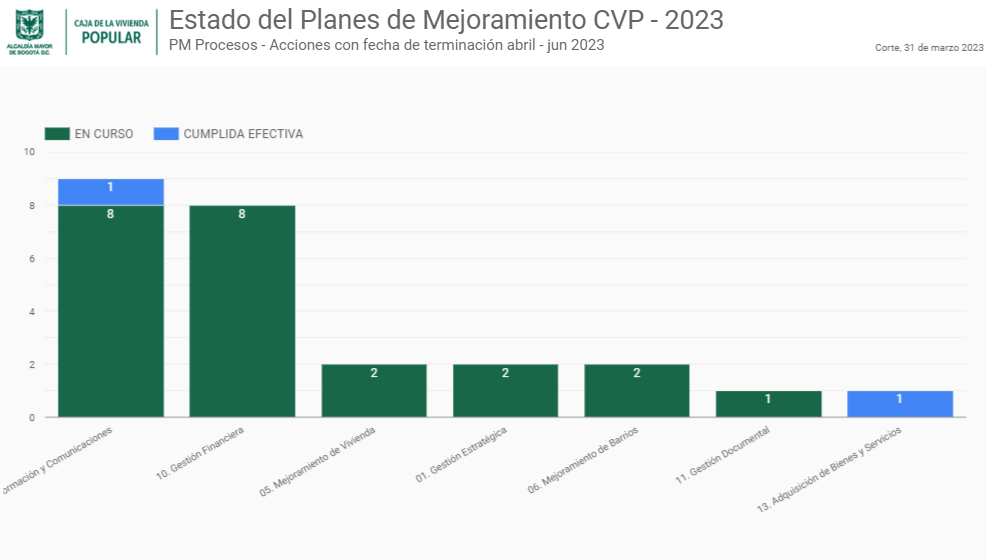 ALCALDÍA MAYOR
DE BOGOTÁ D.C.
CAJA DE LA VIVIENDA
POPULAR
Estado del Planes de Mejoramiento CVP - 2023
PM Procesos - Acciones con fecha de terminación abril - jun 2023
Corte, 31 de marzo 2023
EN CURSO CUMPLIDA EFECTIVA
10
8
6
4
2
0
1
8
8
2
2
2
1
1
ormación y Comunicaciones
10. Gestión Financiera
05. Mejoramiento de Vivienda
01. Gestión Estratégica
06. Mejoramiento de Barrios
11. Gestión Documental
13. Adquisición de Bienes y Servicios